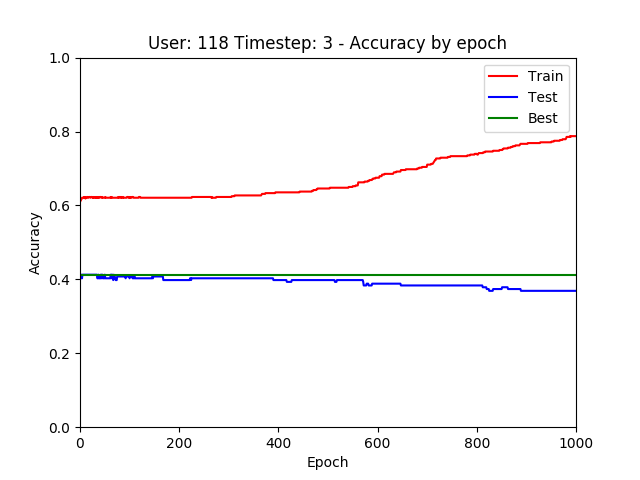 User: 118 Timestep: 3 - Accuracy by epoch
Train
Test
Best
Accuracy
1.0
0.8
0.6
0.4
0.2
0.0
0 200 400 600 800 1000
Epoch